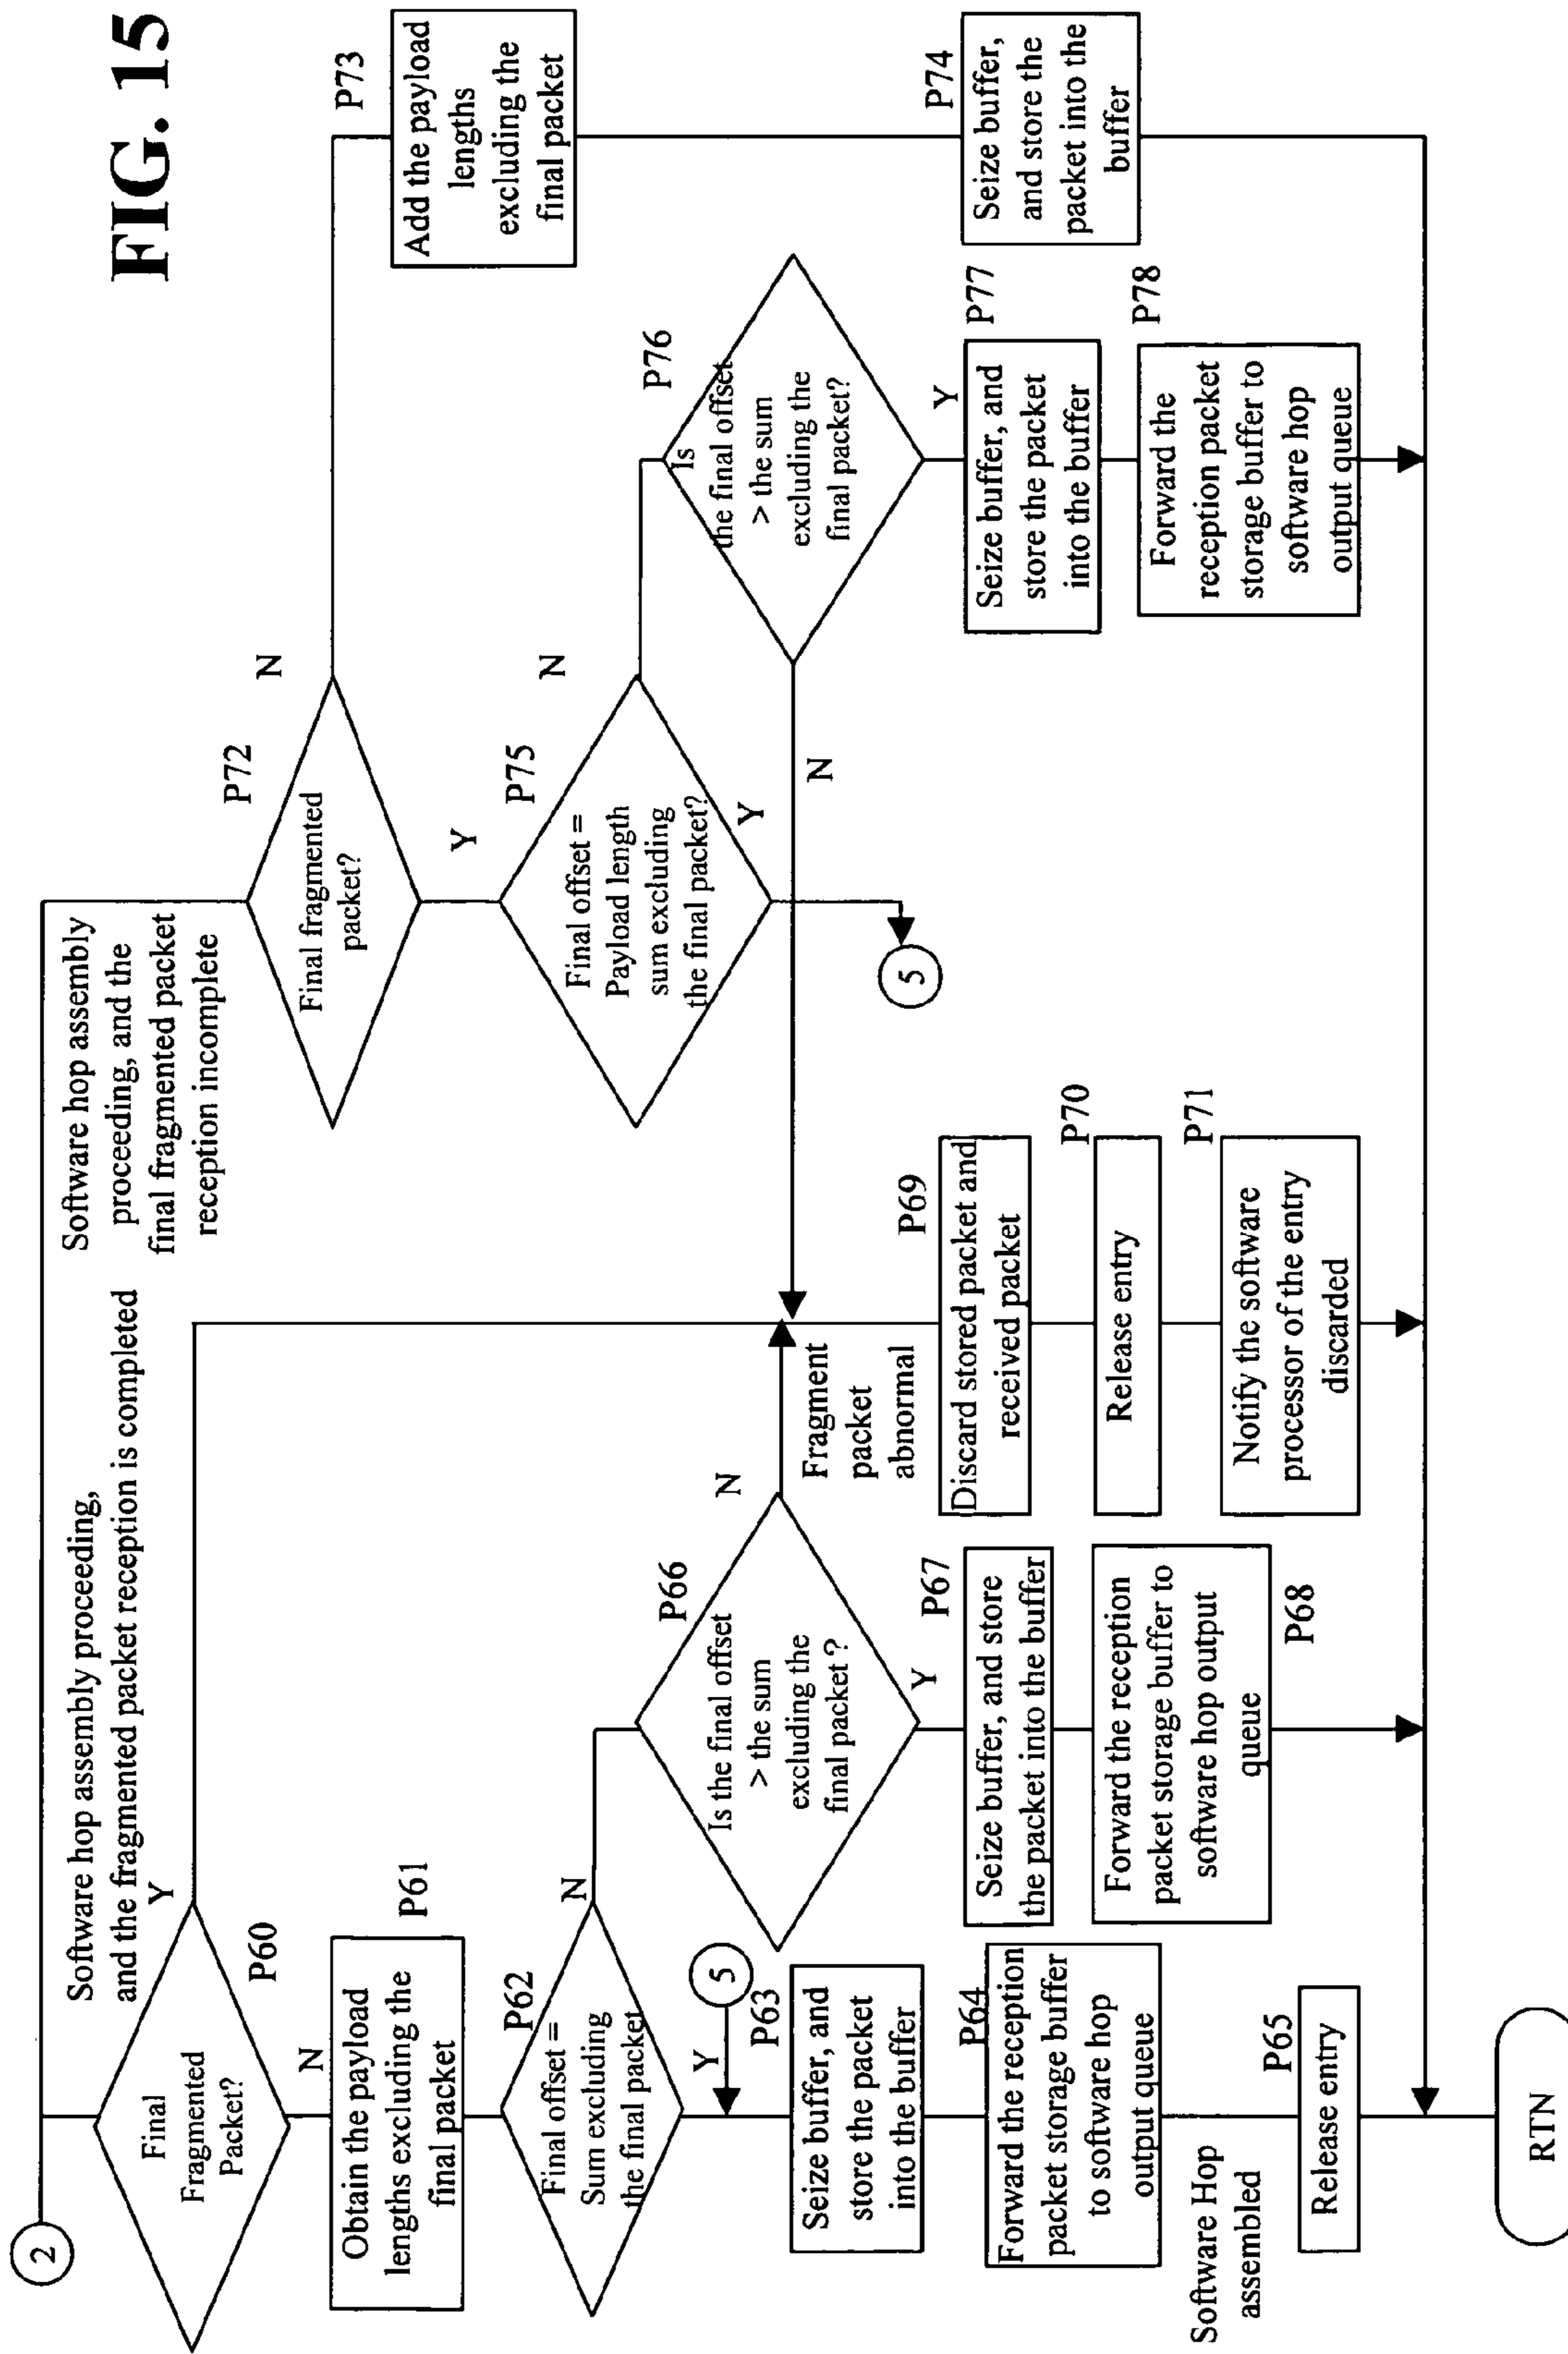 FIG. 15
2
Software hop assembly proceeding,
and the fragmented packet reception is completed
Software hop assembly
proceeding, and the
final fragmented packet
reception incomplete
Final
Fragmented
Packet?
P60
Y
N
Obtain the payload
lengths excluding the
final packet
P61
Final offset =
Sum excluding
the final packet
P62
N
Y
5
Seize buffer, and
store the packet
into the buffer
P63
Forward the reception
packet storage buffer
to software hop
output queue
P64
Software Hop
assembled
Release entry
P65
Is the final offset
> the sum
excluding the
final packet?
P66
N
Y
Seize buffer, and store
the packet into the buffer
P67
Forward the reception
packet storage buffer to
software hop output
queue
P68
Fragment
packet
abnormal
Discard stored packet and
received packet
P69
Release entry
P70
Notify the software
processor of the entry
discarded
P71
Final fragmented
packet?
P72
N
Y
Add the payload
lengths
excluding the
final packet
P73
Seize buffer,
and store the
packet into the
buffer
P74
Final offset =
Payload length
sum excluding
the final packet?
P75
N
Y
5
Is
the final offset
> the sum
excluding the
final packet?
P76
N
Y
Seize buffer, and
store the packet
into the buffer
P77
Forward the
reception packet
storage buffer to
software hop
output queue
P78
RTN